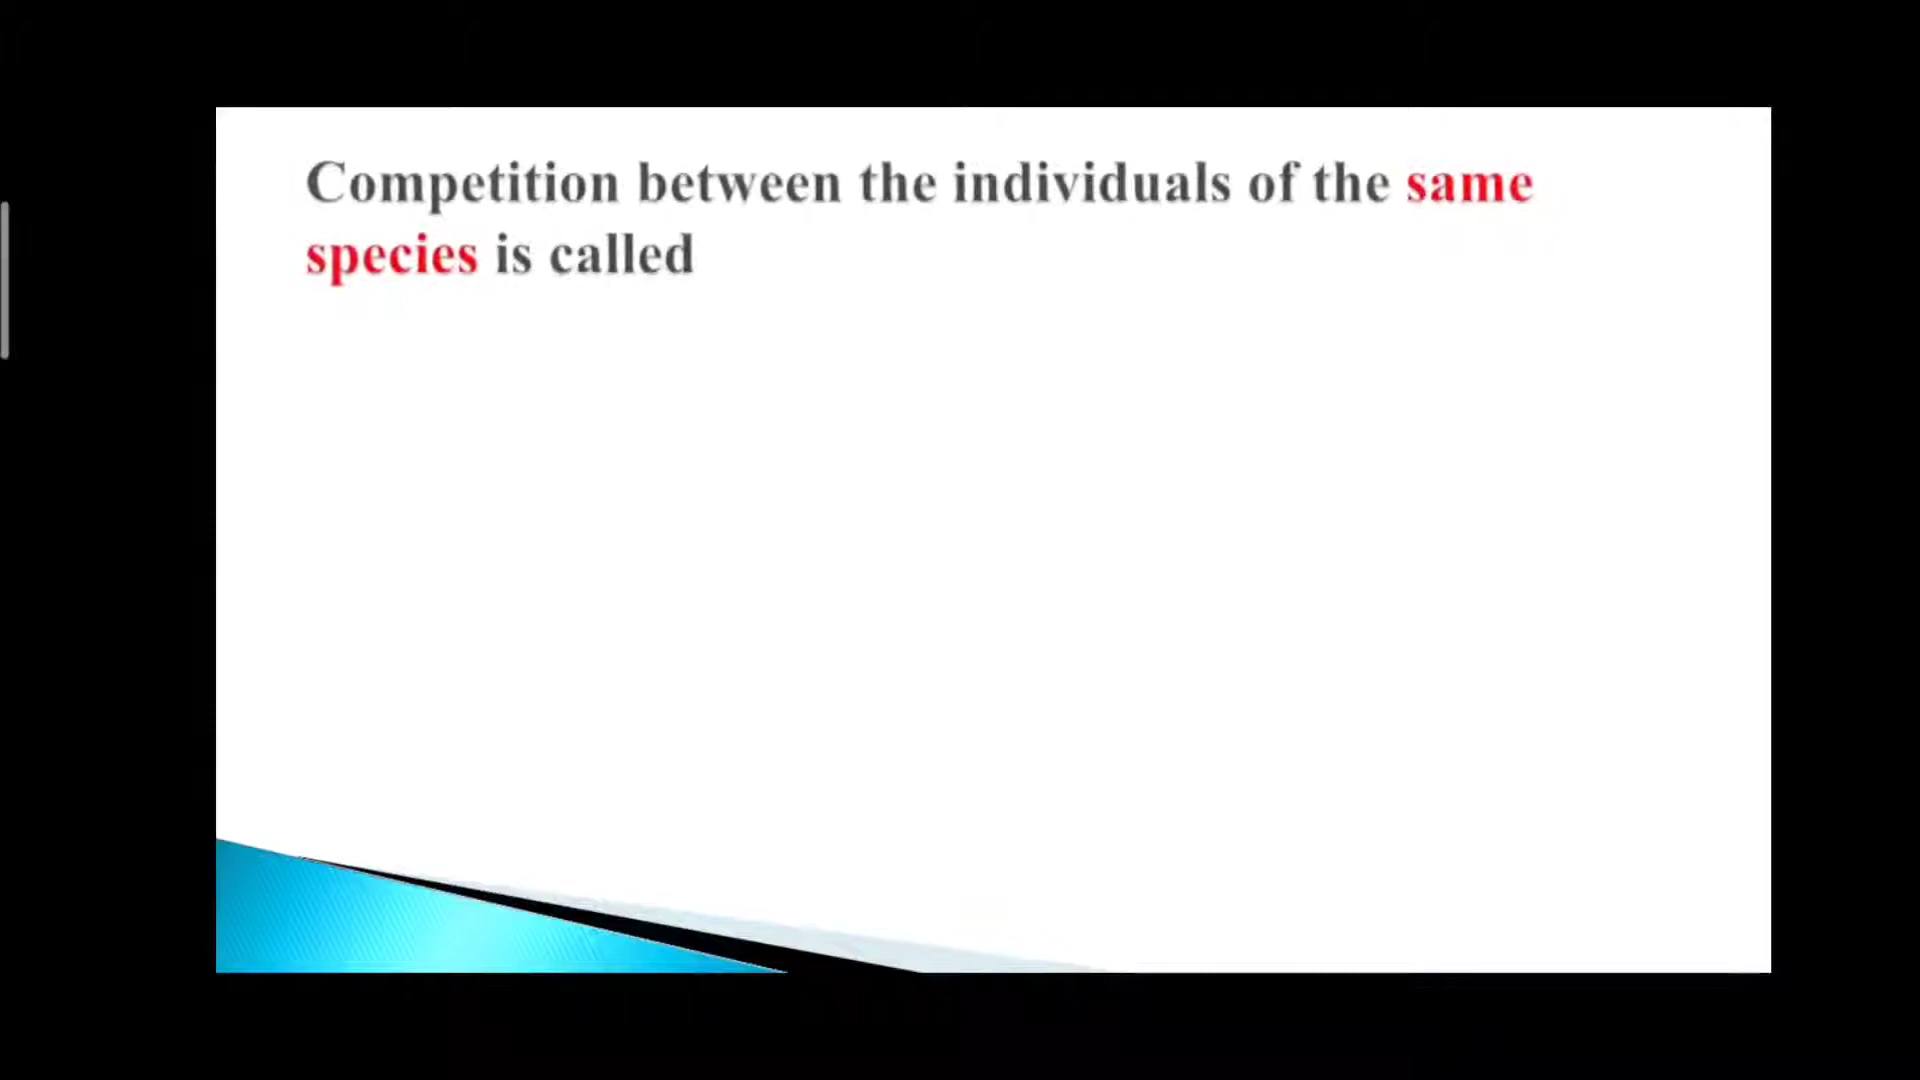 Competition between the individuals of the same
species is called